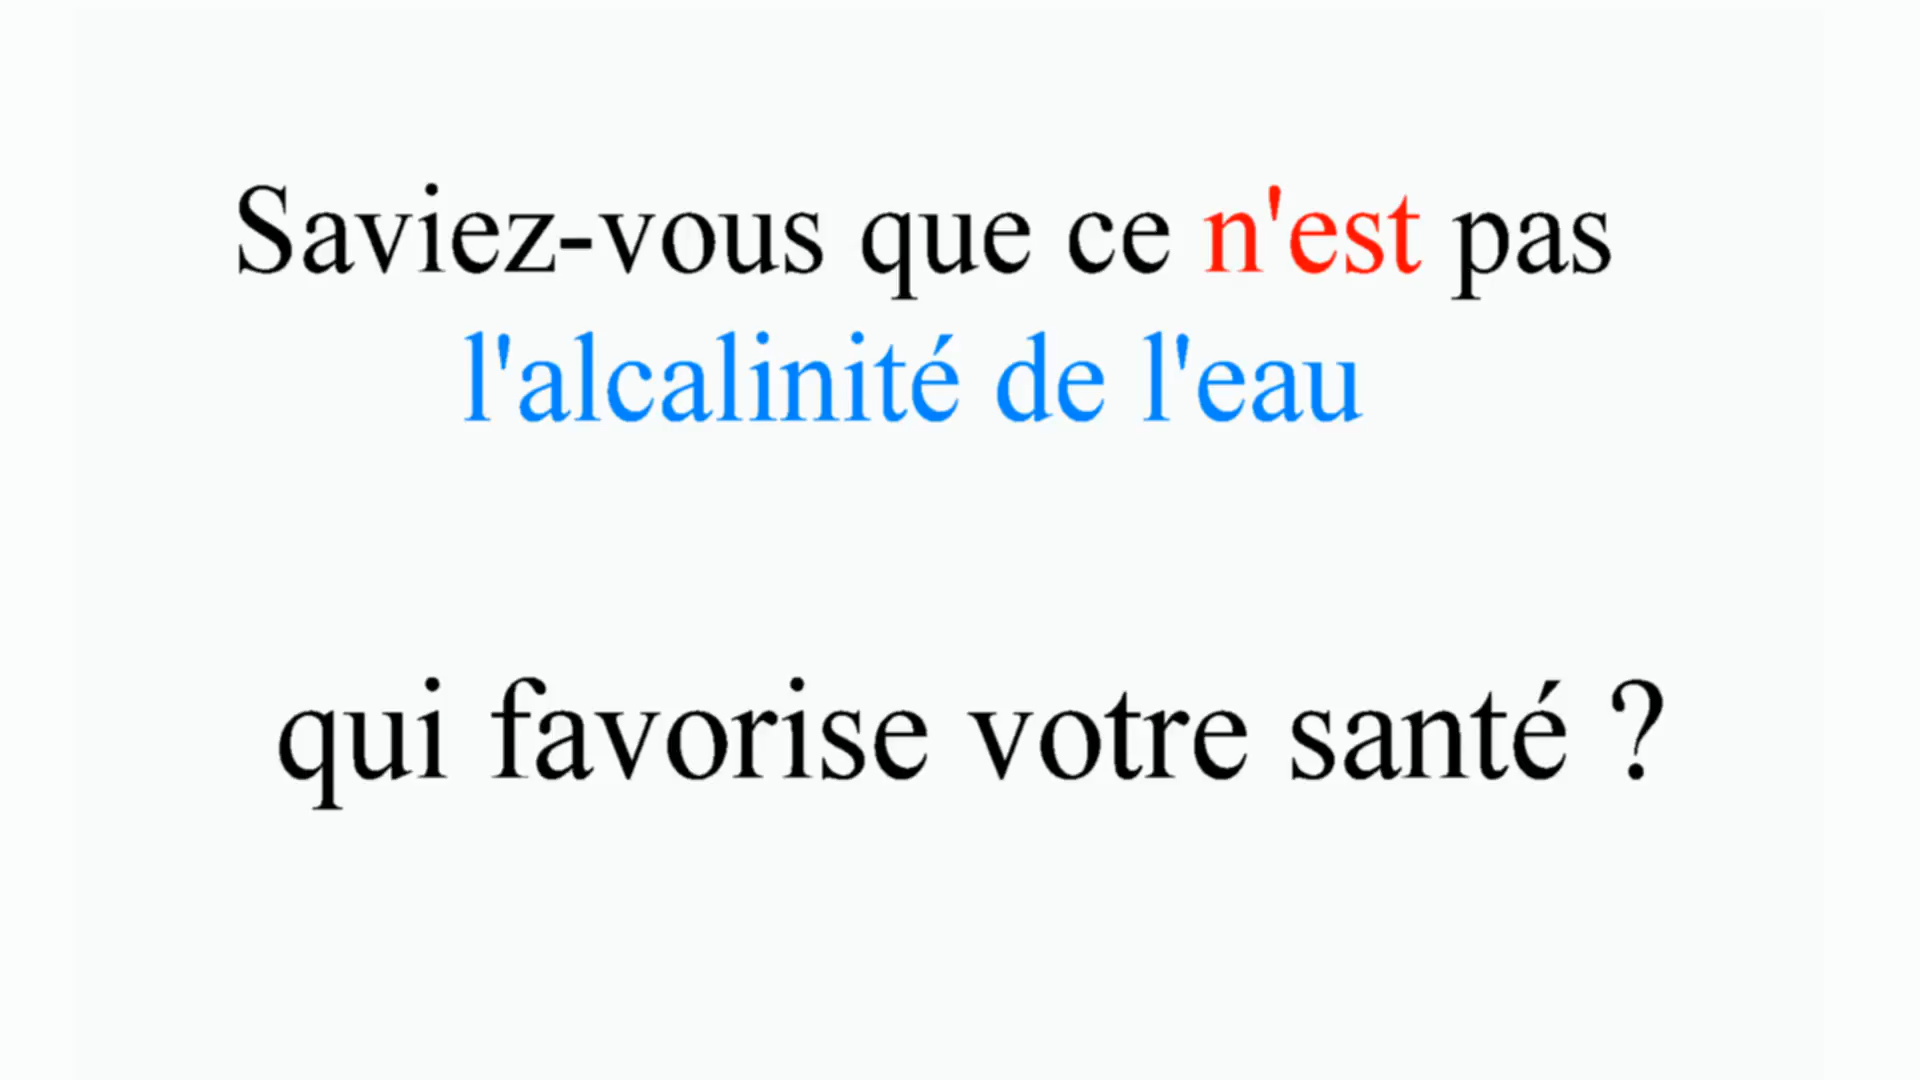 Saviez-vous que ce n'est pas
l'alcalinité de l'eau
qui favorise votre santé ?